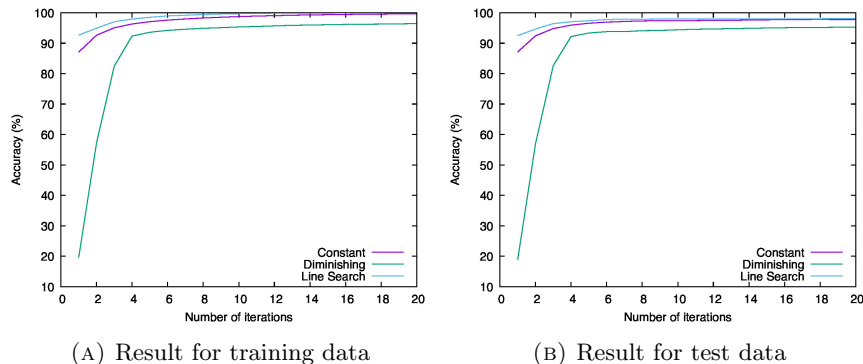 100
90
80
70
60
50
40
30
20
10
Accuracy (%)
0 2 4 6 8 10 12 14 16 18 20
Number of iterations
Constant
Diminishing
Line Search
(A) Result for training data
100
90
80
70
60
50
40
30
20
10
Accuracy (%)
0 2 4 6 8 10 12 14 16 18 20
Number of iterations
Constant
Diminishing
Line Search
(B) Result for test data